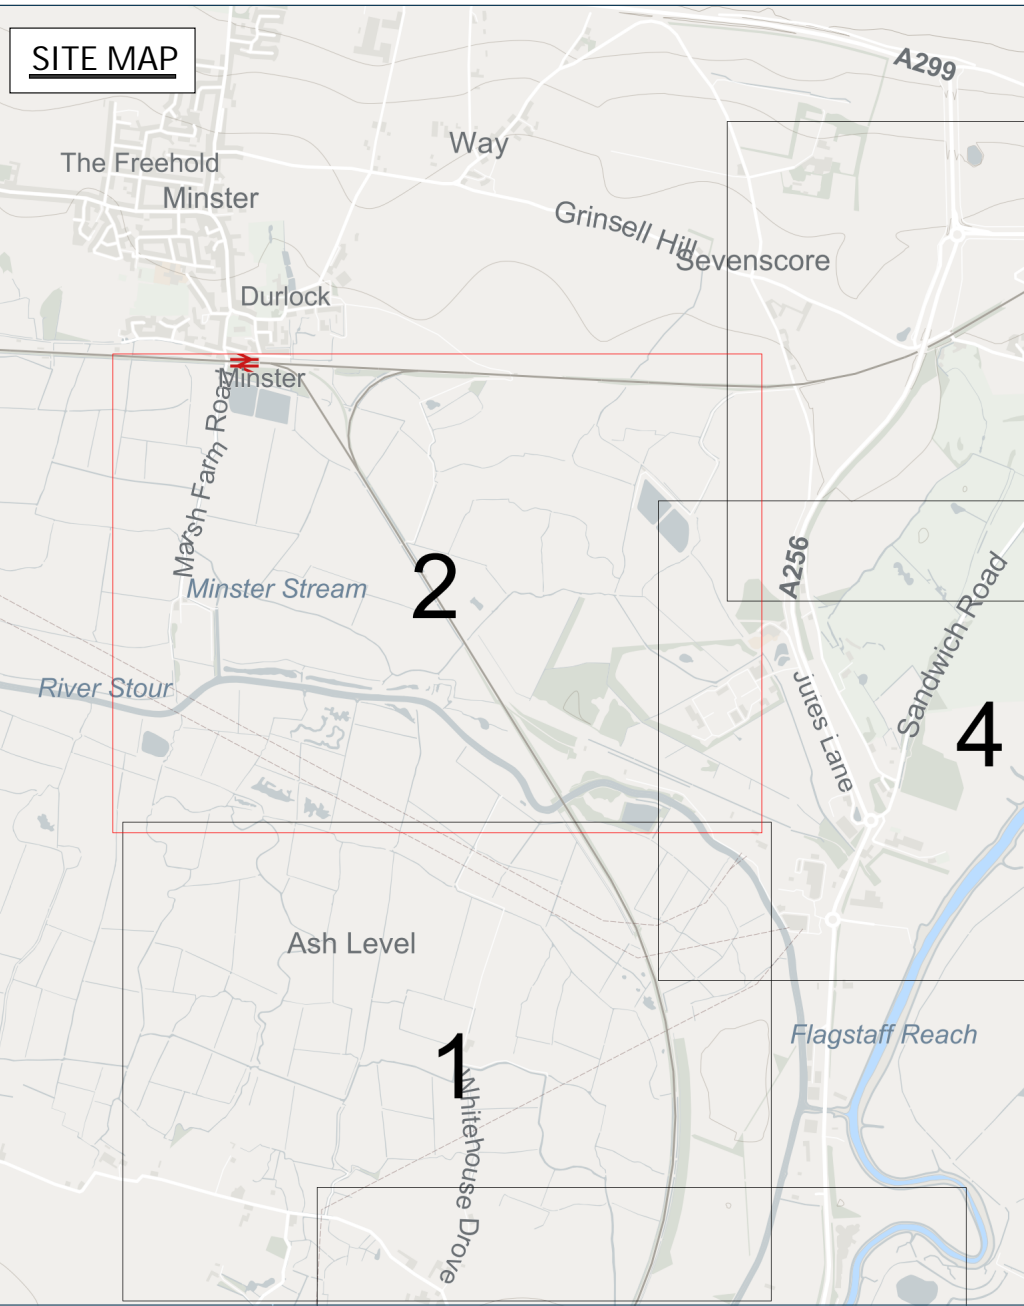 SITE MAP
A299
Way
The Freehold
Minster
Grinsell Hill
Sevenscore
Durlock
Minster
Marsh Farm Road
A256
2
Minster Stream
Sandwich Road
River Stour
Jutes Lane
4
Ash Level
Flagstaff Reach
1
Whitehouse Drove